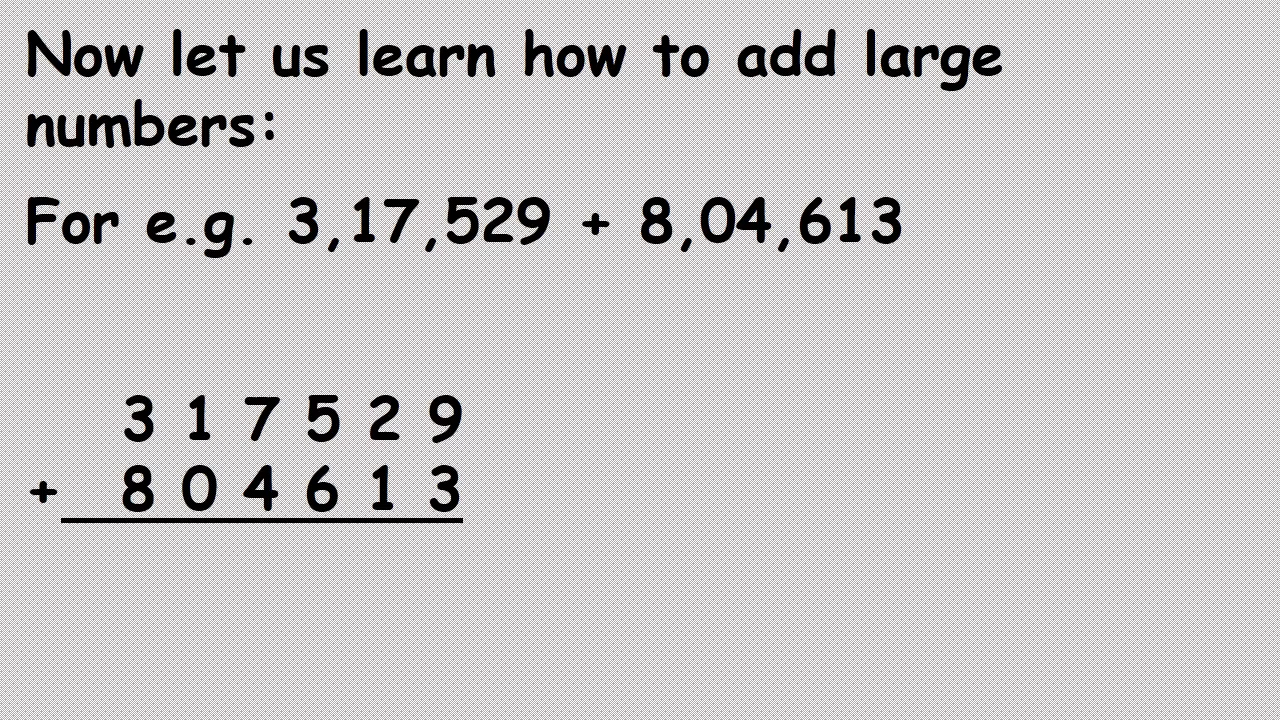 Now let us learn how to add large
numbers:
For e.g. 3,17,529 + 8,04,613
3 1 7 5 2 9
+ 8 0 4 6 1 3